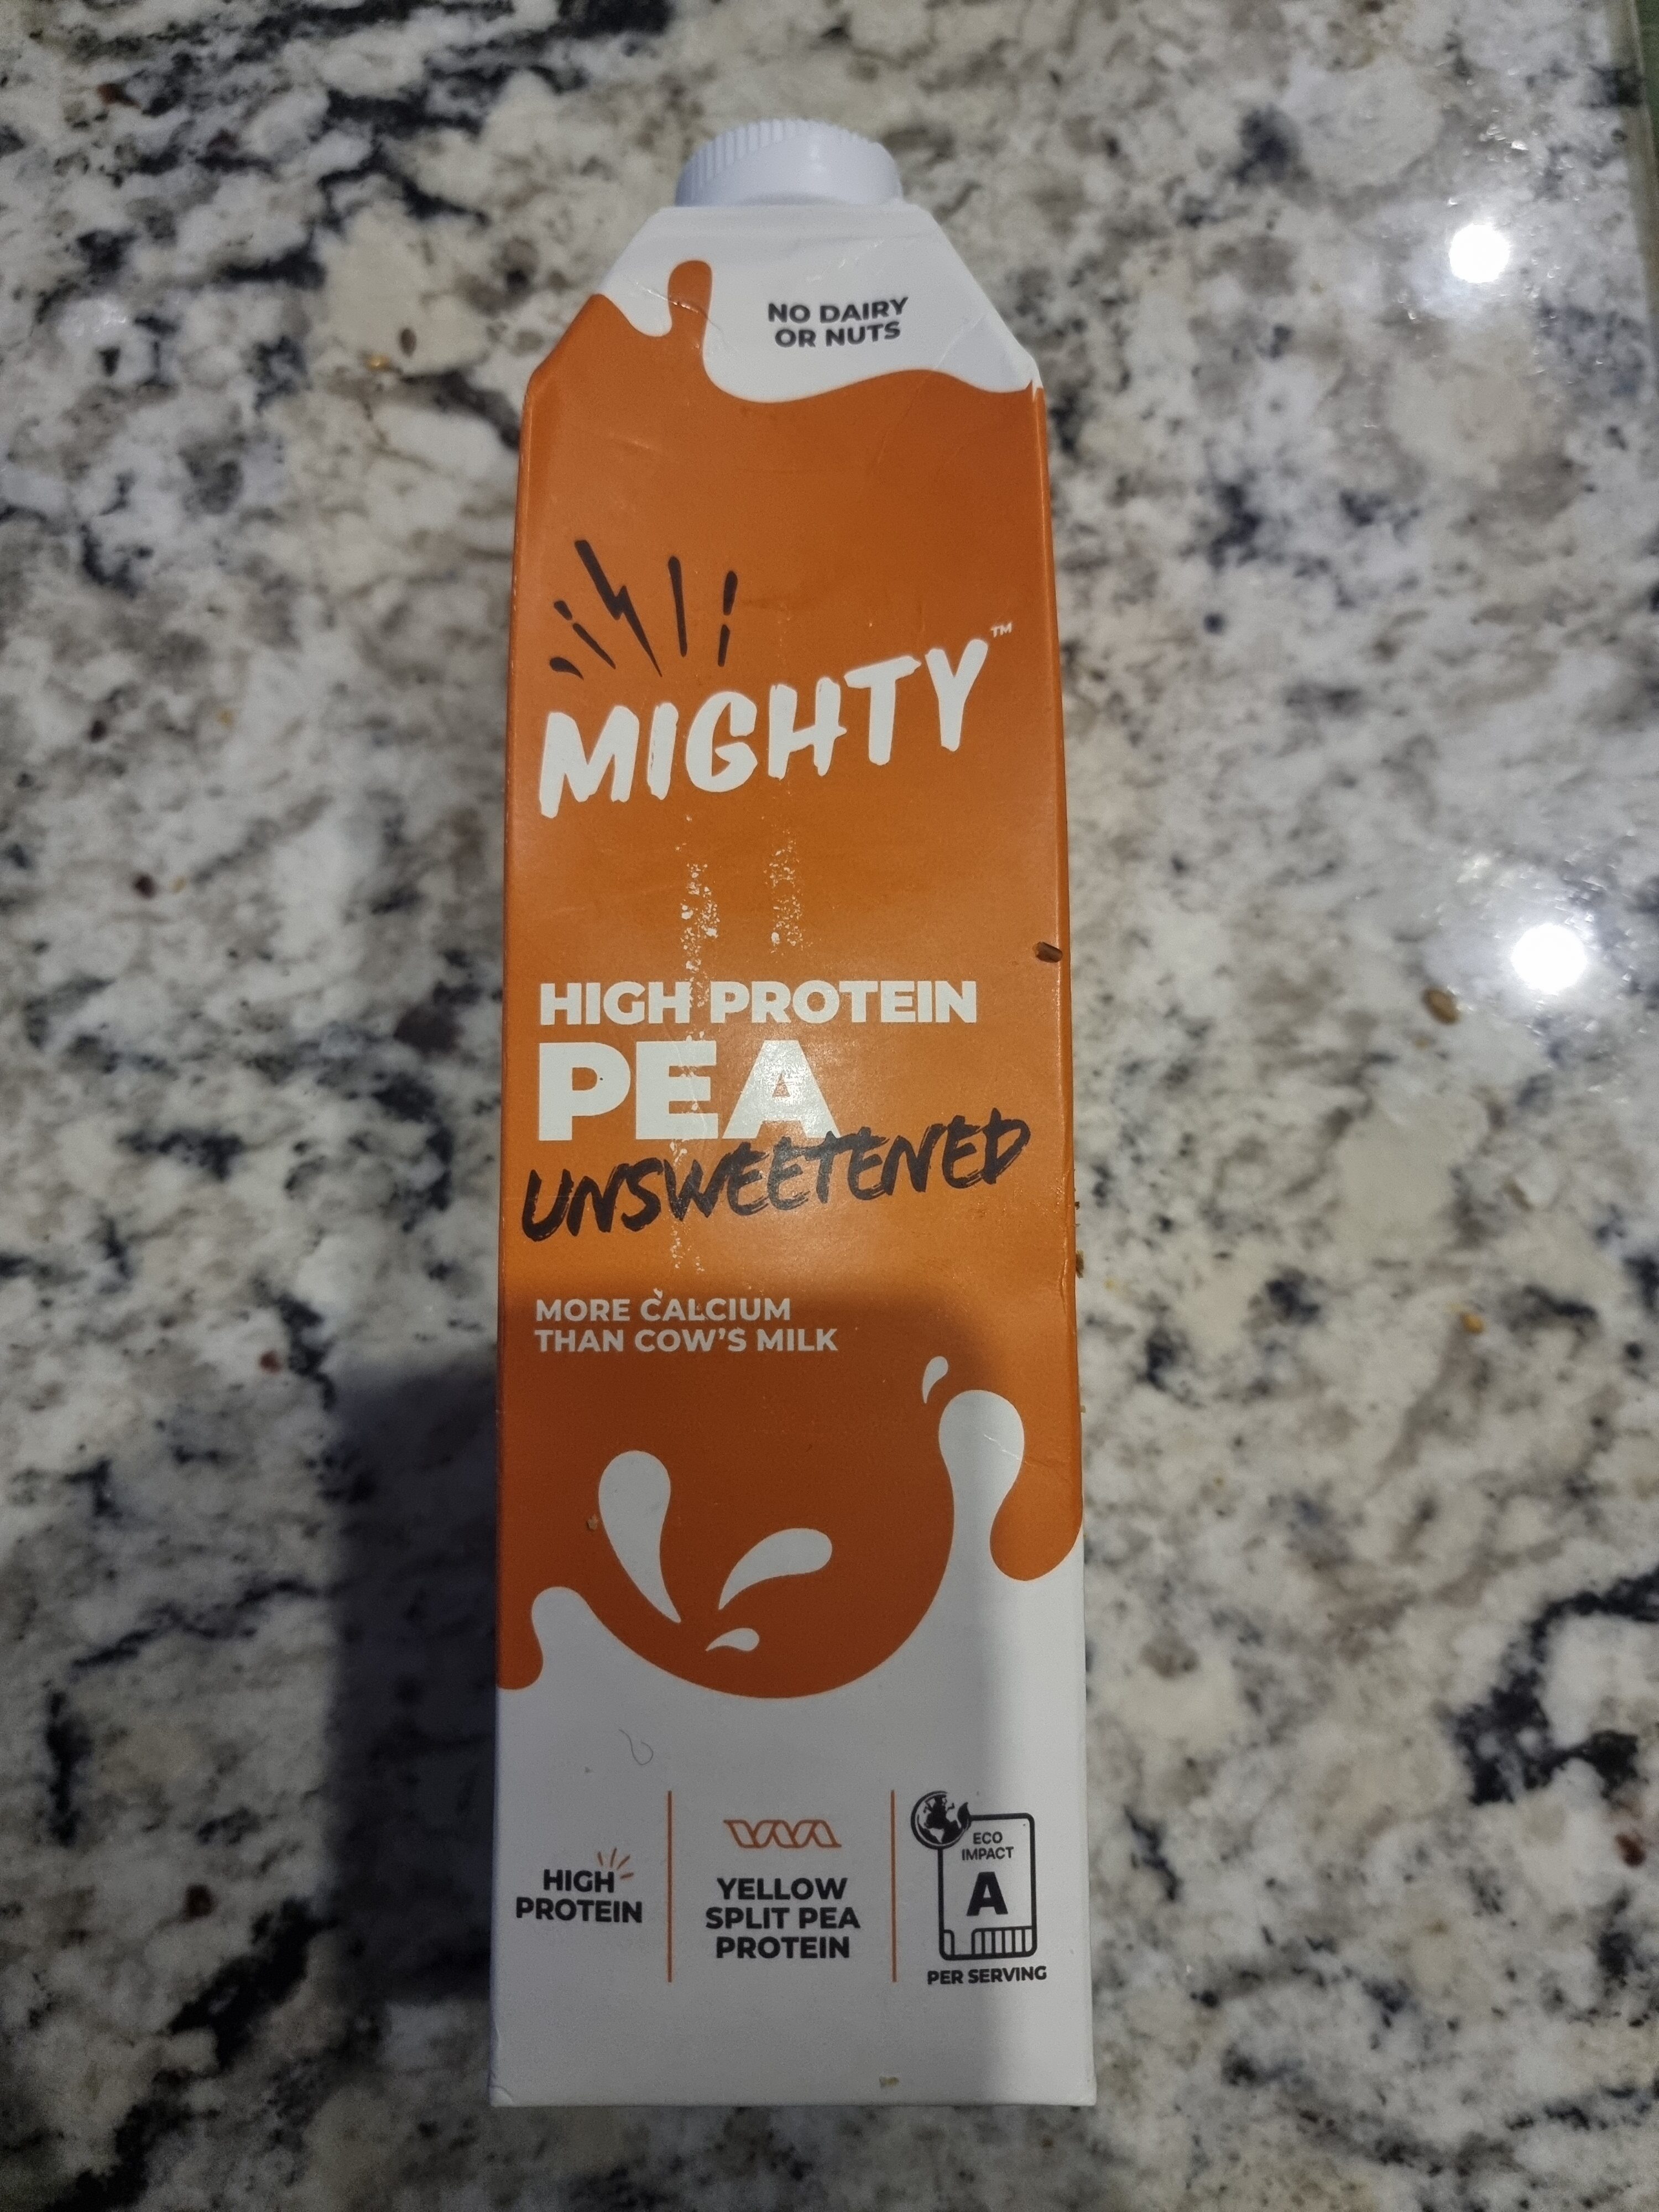 NO DAIRY
OR NUTS
MIGHTY™
HIGH PROTEIN
PEA
UNSWEETENED
MORE CALCIUM
THAN COW'S MILK
HIGH
PROTEIN
YELLOW
SPLIT PEA
PROTEIN
ECO
IMPACT
A
PER SERVING